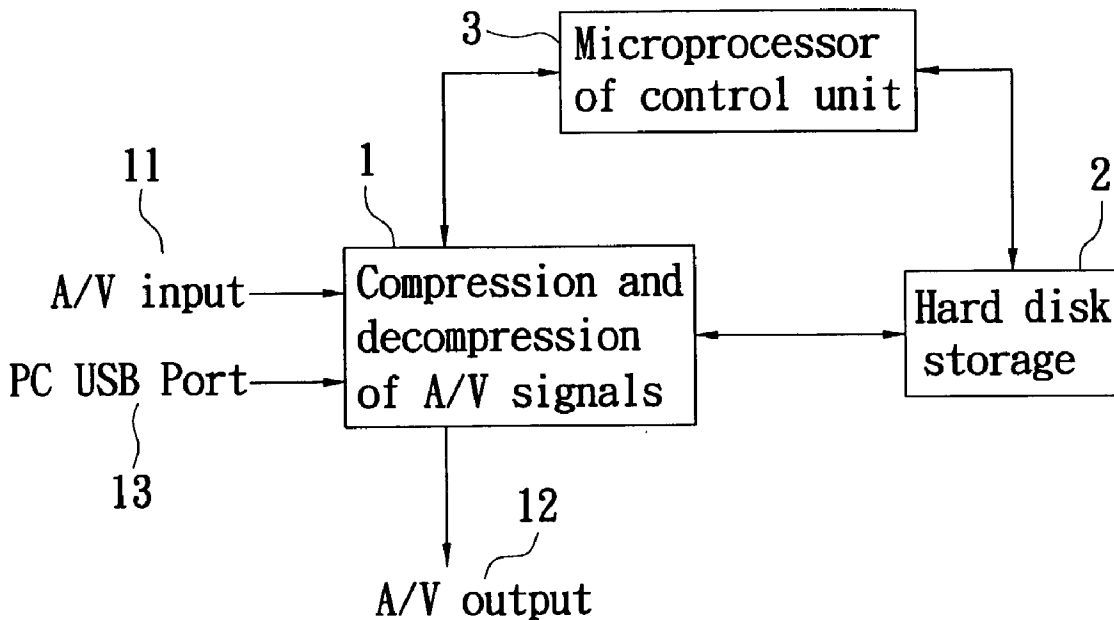 3
Microprocessor
of control unit
11
1
2
A/V input
Compression and
decompression
of A/V signals
Hard disk
storage
PC USB Port
13
12
A/V output